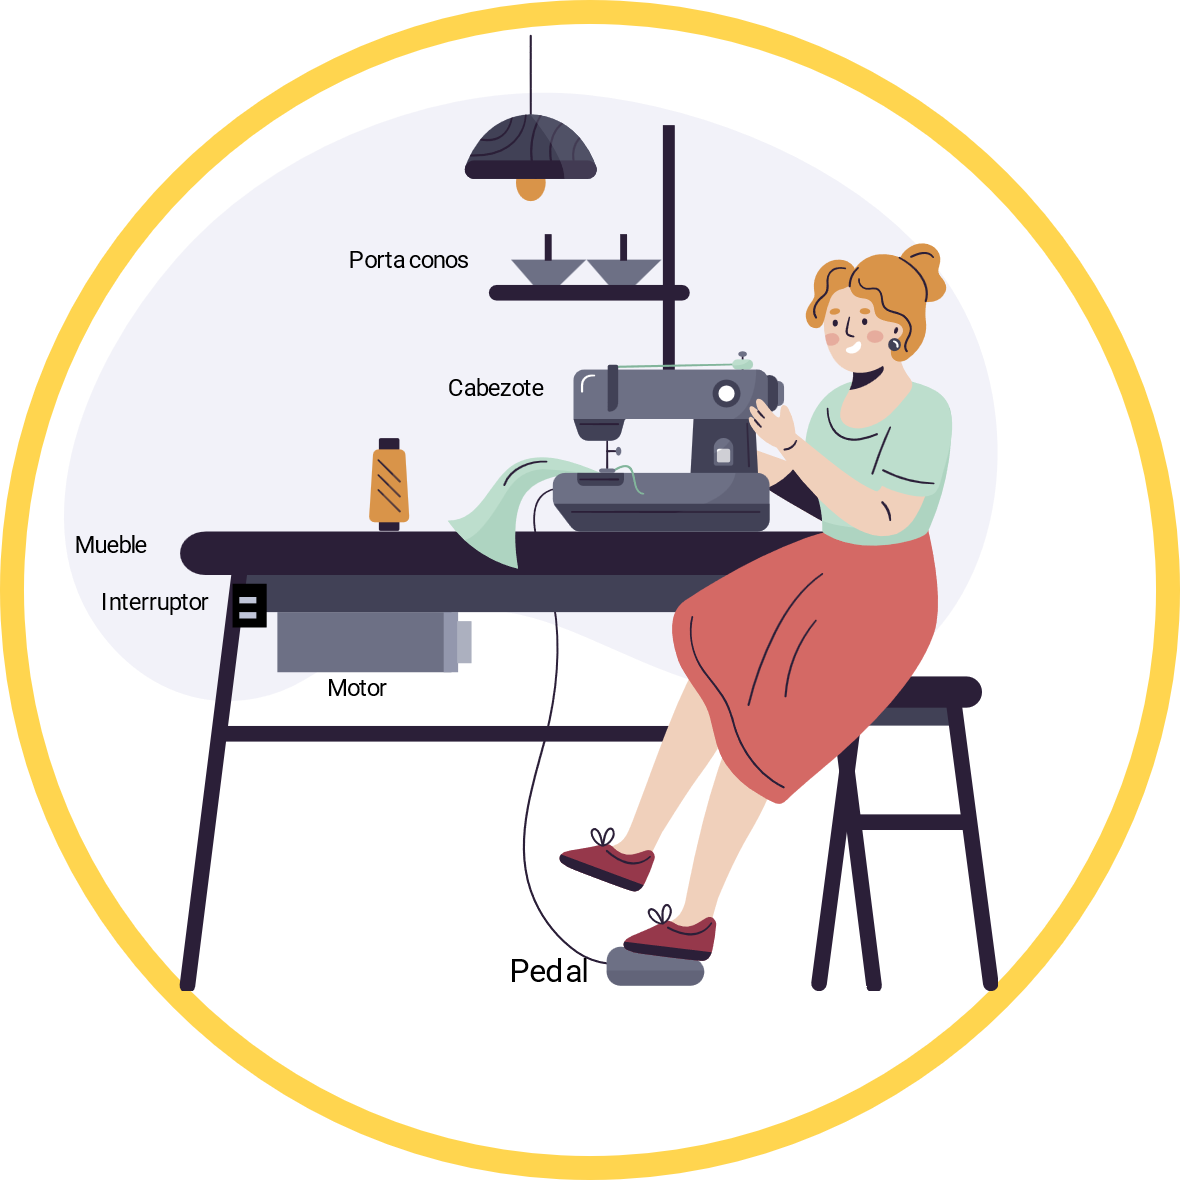 Porta conos
Cabezote
Mueble
Interruptor
Motor
Pedal